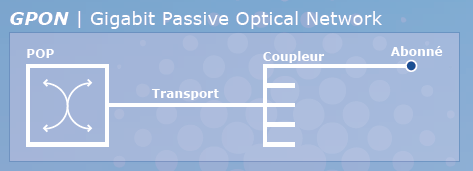 GPON | Gigabit Passive Optical Network
POP
Coupleur
Abonné
Transport